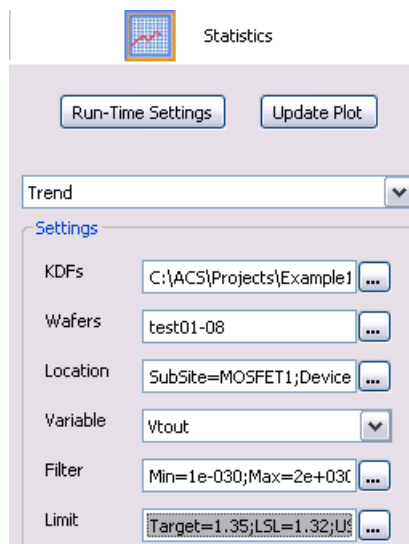 Statistics
Run-Time Settings Update Plot
Trend
Settings
KDFs C:\ACS\Projects\Example1 ...
Wafers test01-08 ...
Location SubSite=MOSFET1;Device ...
Variable Vtout
Filter Min=1e-030;Max=2e+030 ...
Limit Target=1.35;LSL=1.32;US ...